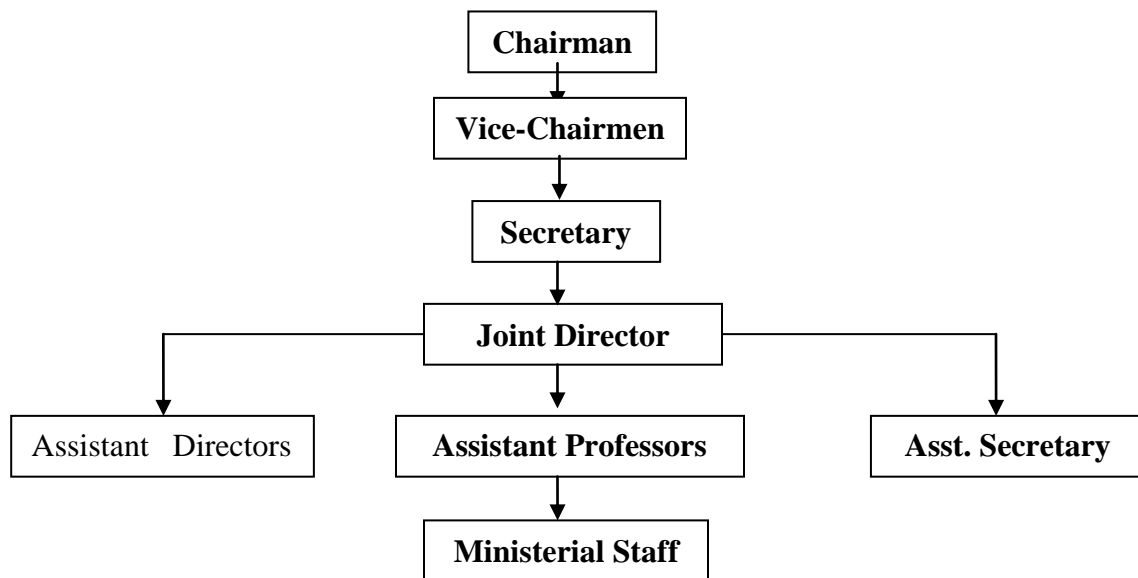 Chairman
Vice-Chairmen
Secretary
Joint Director
Assistant Directors
Assistant Professors
Asst. Secretary
Ministerial Staff